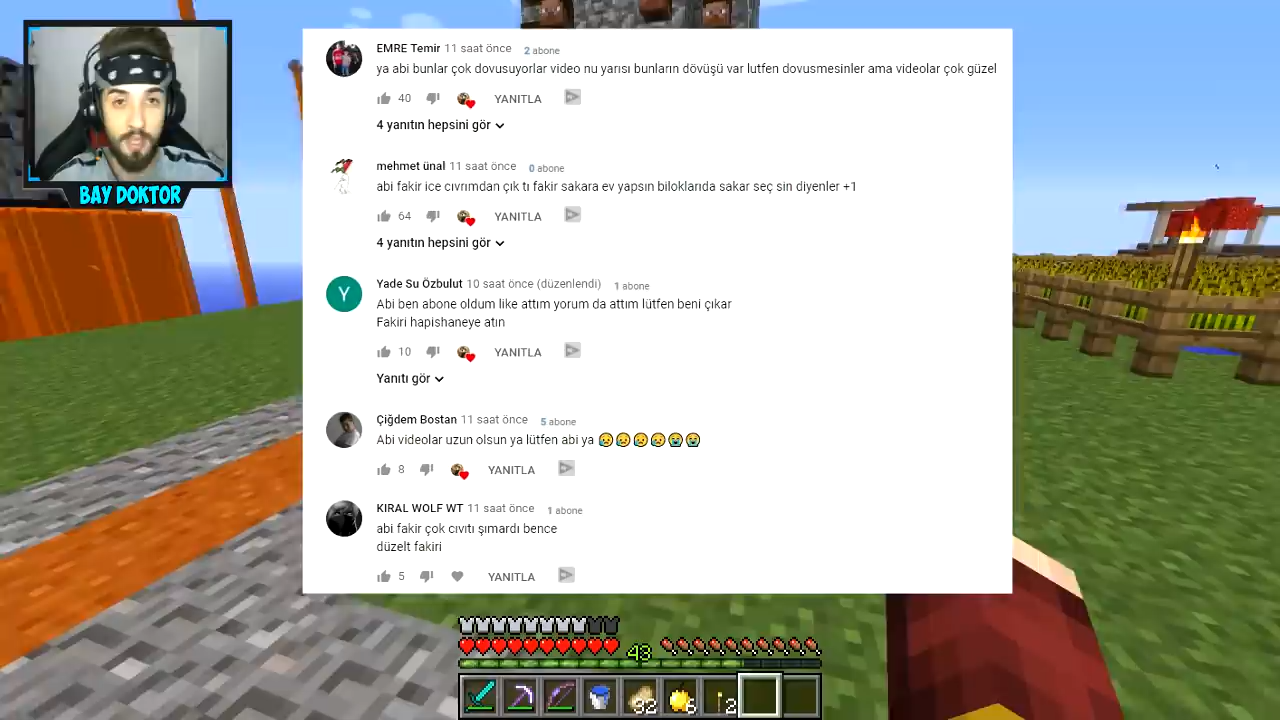 EMRE Temir 11 saat önce 2 abone
ya abi bunlar çok dovusuyorlar video nu yarısı bunların dövüşü var lutfen dovusmesinler ama videolar çok güzel
40 YANITLA
4 yanıtın hepsini gör
BAY DOKTOR
mehmet ünal 11 saat önce 0 abone
abi fakir ice cıvrımdan çık tı fakir sakara ev yapsın biloklarıda sakar seç sin diyenler +1
64 YANITLA
4 yanıtın hepsini gör
Y
Yade Su Özbulut 10 saat önce (düzenlendi) 1 abone
Abi ben abone oldum like attım yorum da attım lütfen beni çıkar
Fakiri hapishaneye atın
10 YANITLA
Yanıtı gör
Çiğdem Bostan 11 saat önce 5 abone
Abi videolar uzun olsun ya lütfen abi ya 😥😥😥😥😭😭
8 YANITLA
KIRAL WOLF WT 11 saat önce 1 abone
abi fakir çok cıvıtı şımardı bence
düzelt fakiri
5 YANITLA
43
32 6 2